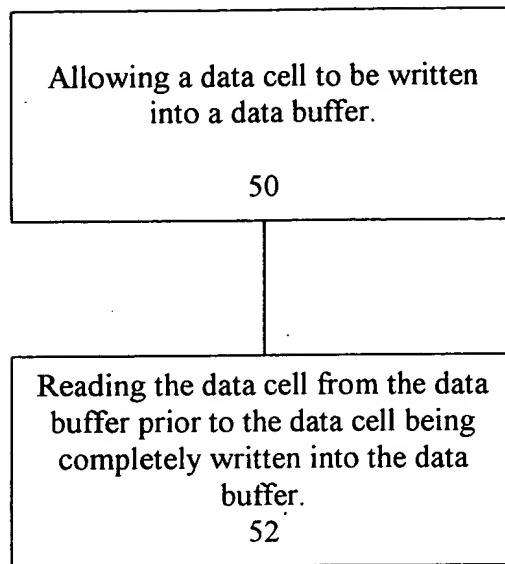 Allowing a data cell to be written
into a data buffer.
50
Reading the data cell from the data
buffer prior to the data cell being
completely written into the data
buffer.
52